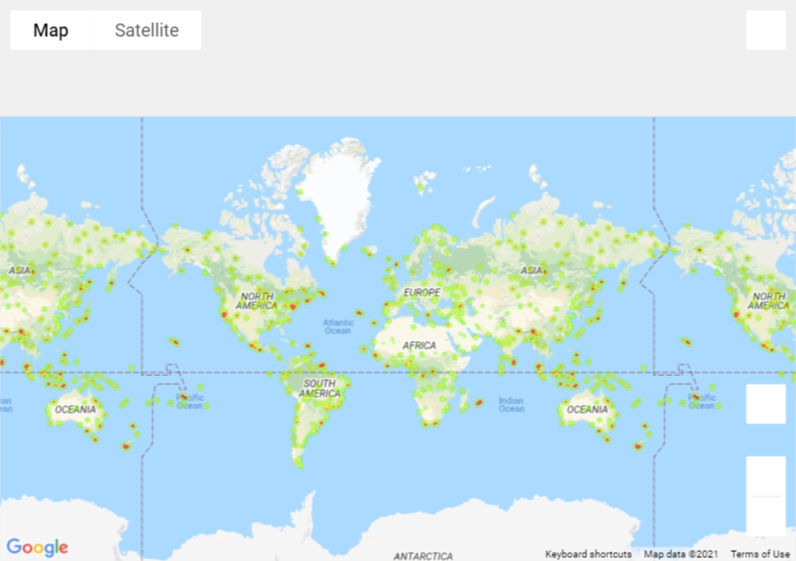 Map Satellite
ASIA
NORTH
AMERICA
EUROPE
ASIA
NORTH
AMERICA
Atlantic
Ocean
AFRICA
SOUTH
AMERICA
OCEANIA
Pacific
Ocean
Indian
Ocean
OCEANIA
Pacific
Ocean
ANTARCTICA
Google
Keyboard shortcuts Map data ©2021 Terms of Use